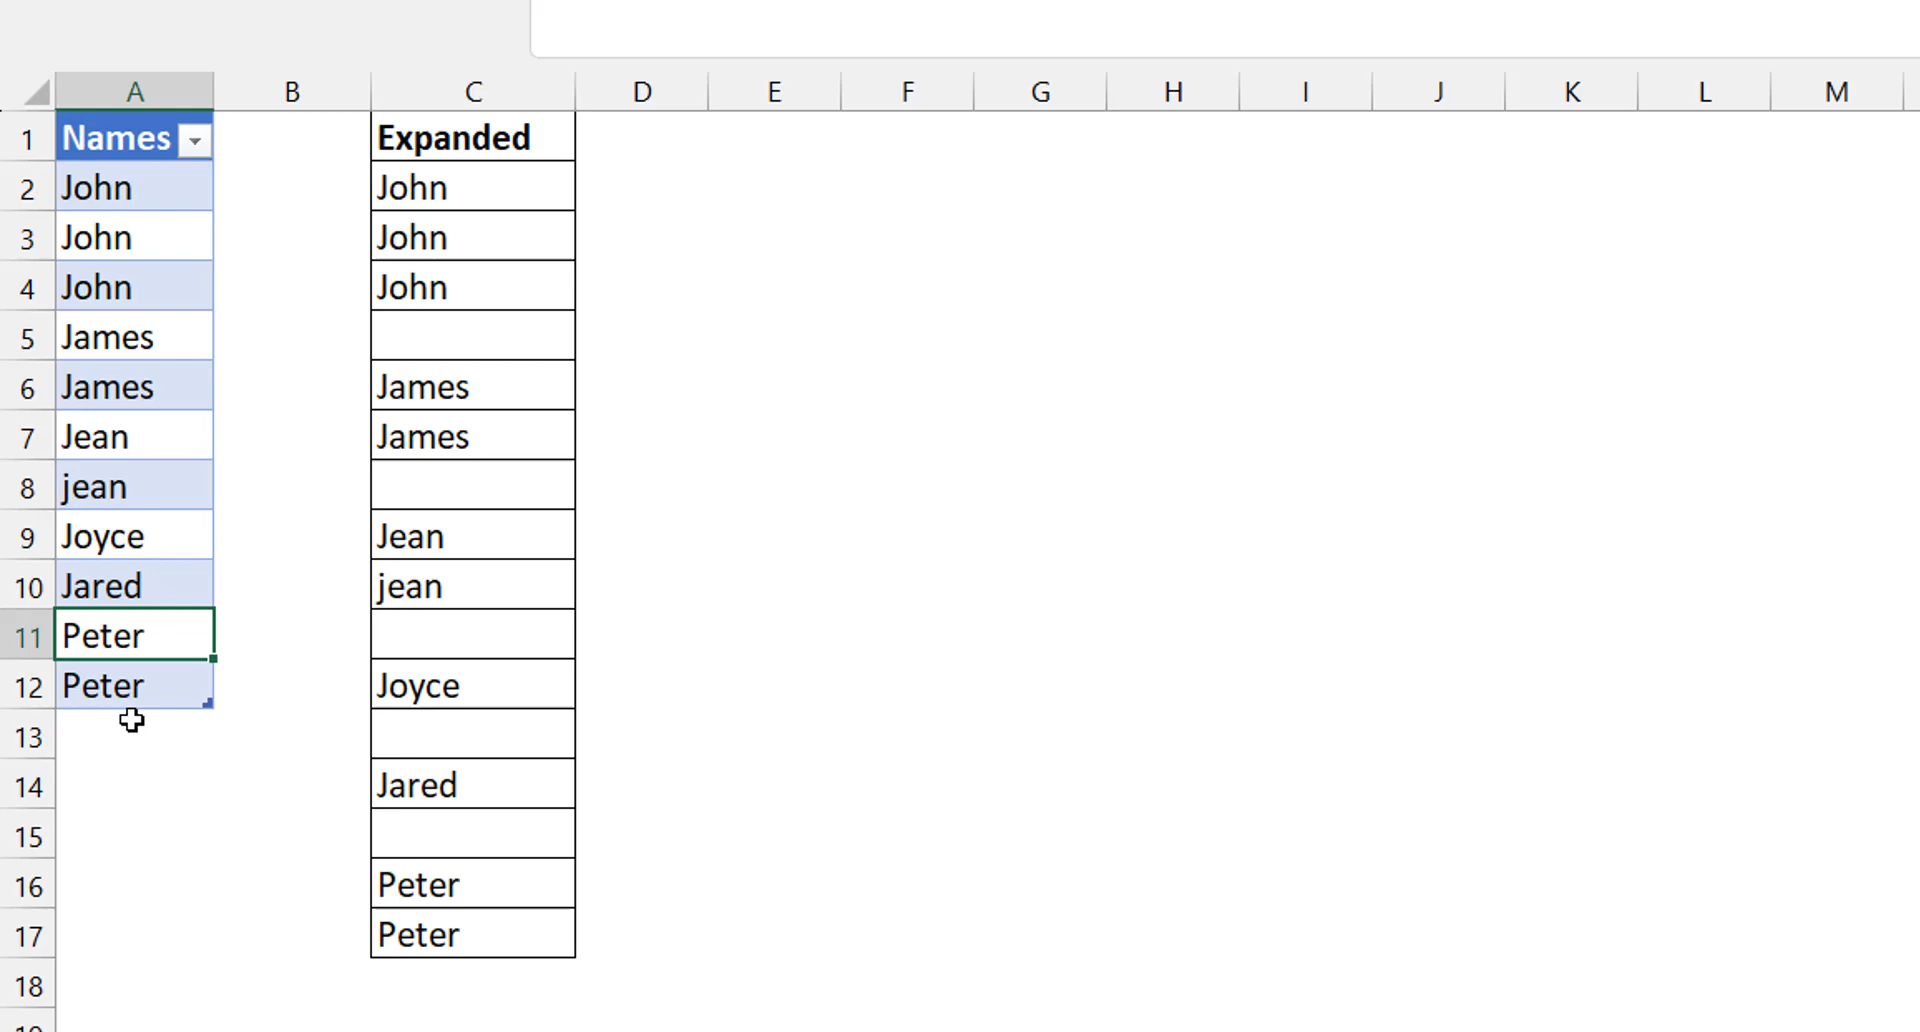 A B C D E F G H I J K L M
1 Names Expanded
2 John John
3 John John
4 John John
5 James
6 James James
7 Jean James
8 jean
9 Joyce Jean
10 Jared jean
11 Peter
12 Peter Joyce
13
14 Jared
15
16 Peter
17 Peter
18